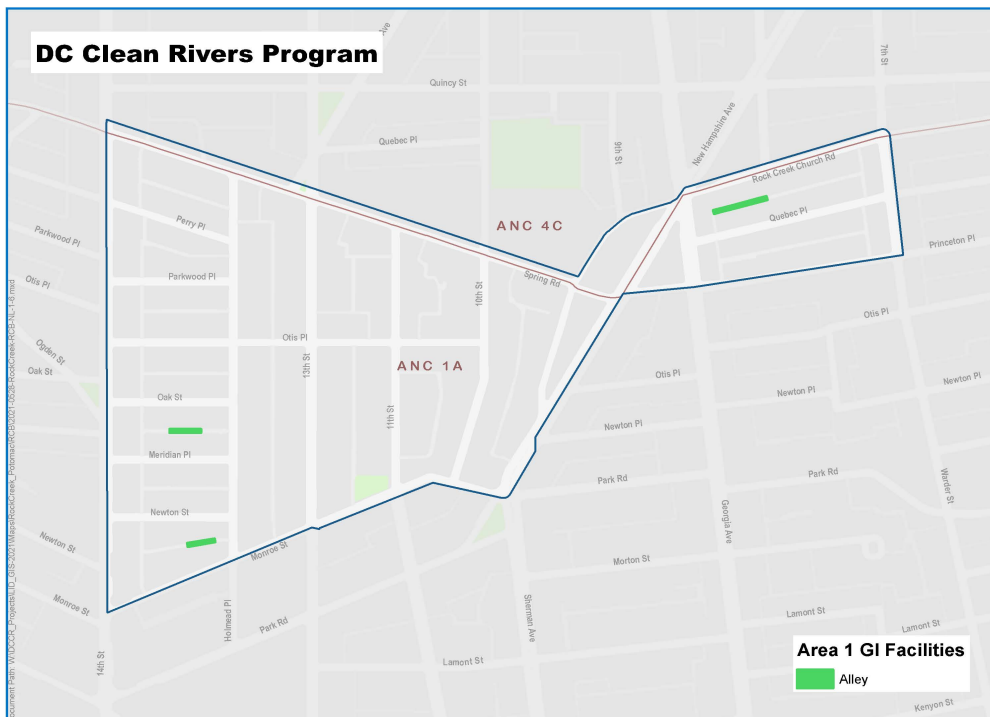 DC Clean Rivers Program
Ave
7th St
Quincy St
New Hampshire Ave
Quebec Pl
9th St
Rock Creek Church Rd
Perry Pl
Quebec Pl
ANC 4C
Parkwood Pl
Princeton Pl
Parkwood Pl
Spring Rd
Otis Pl
10th St
Otis Pl
Otis Pl
Ogden St
13th St
ANC 1A
Oak St
Otis Pl
Newton Pl
Newton Pl
Oak St
11th St
Newton Pl
Meridian Pl
Park Rd
Park Rd
Warder St
Newton St
Georgia Ave
Newton St
Monroe St
Morton St
Monroe St
Holmead Pl
Sherman Ave
Park Rd
Lamont St
Lamont St
14th St
Lamont St
Kenyon St
Area 1 GI Facilities
Alley